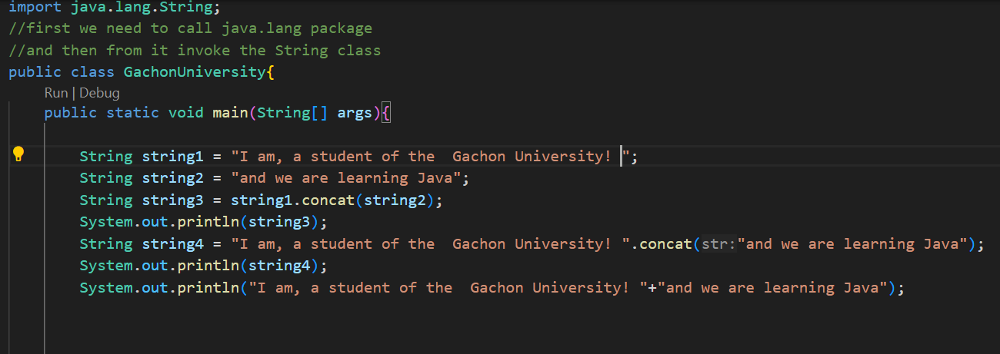 import java.lang.String;
//first we need to call java.lang package
//and then from it invoke the String class
public class GachonUniversity{
Run | Debug
public static void main(String[] args){
String string1 = "I am, a student of the  Gachon University! ";
String string2 = "and we are learning Java";
String string3 = string1.concat(string2);
System.out.println(string3);
String string4 = "I am, a student of the  Gachon University! ".concat(str:"and we are learning Java");
System.out.println(string4);
System.out.println("I am, a student of the  Gachon University! "+"and we are learning Java");